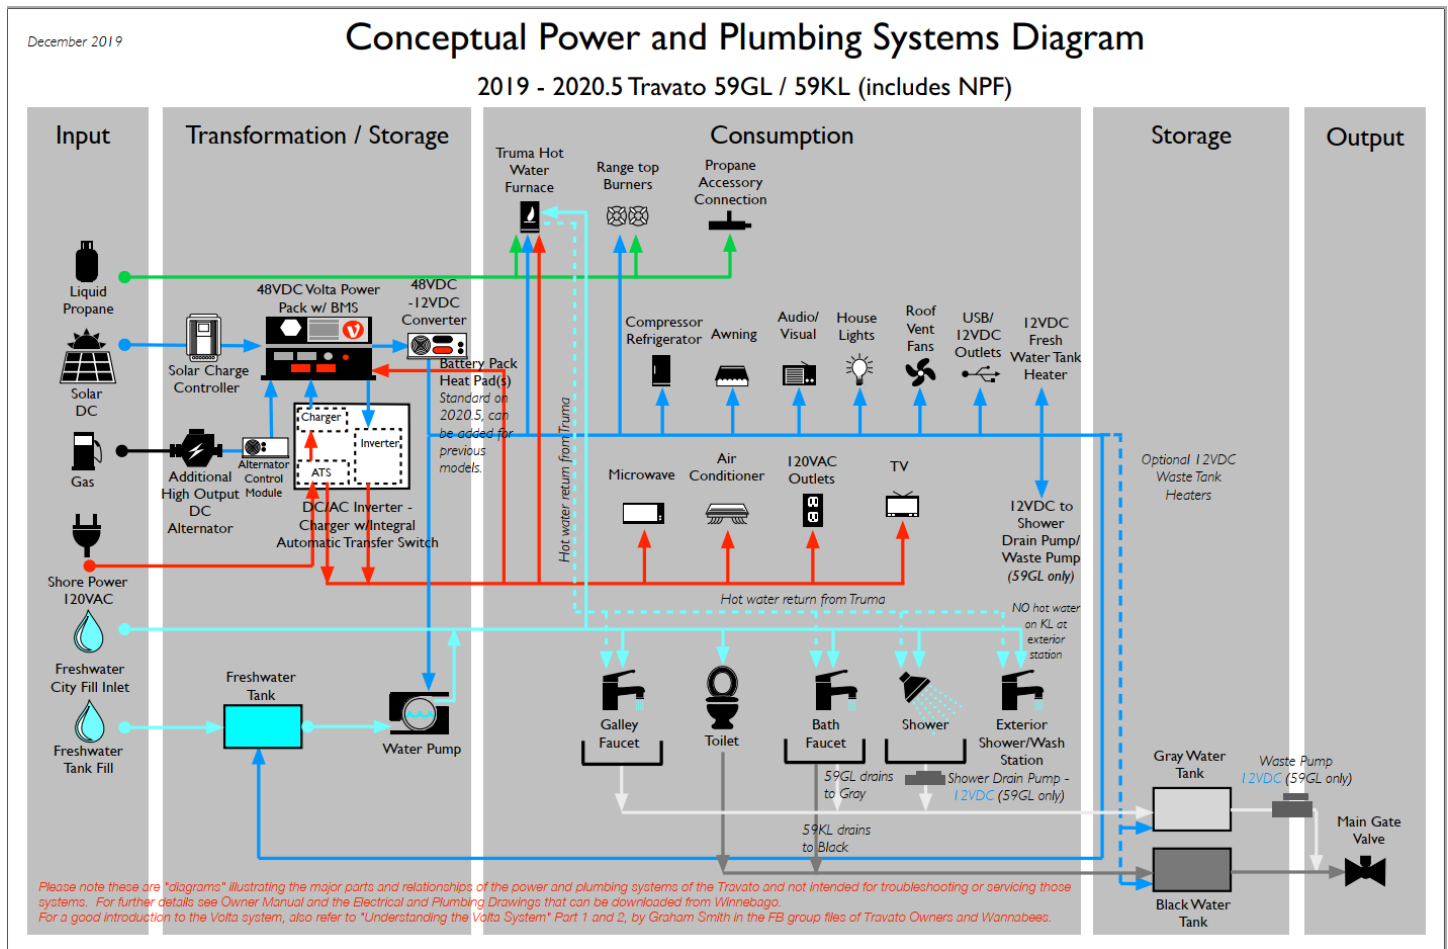 December 2019
Conceptual Power and Plumbing Systems Diagram
2019 - 2020.5 Travato 59GL / 59KL (includes NPF)
Input
Transformation / Storage
Consumption
Storage
Output
Truma Hot
Water
Furnace
Range top
Burners
Propane
Accessory
Connection
Liquid
Propane
48VDC Volta Power
Pack w/ BMS
48VDC
-12VDC
Converter
V
Solar Charge
Controller
Solar
DC
Battery Pack
Heat Pad(s)
Standard on
2020.5, can
be added for
previous
models.
Compressor
Refrigerator
Awning
Audio/
Visual
House
Lights
Roof
Vent
Fans
USB/
12VDC
Outlets
12VDC
Fresh
Water Tank
Heater
Charger
Inverter
ATS
Gas
Additional
High Output
DC
Alternator
Alternator
Control
Module
DC/AC Inverter -
Charger w/Integral
Automatic Transfer Switch
Hot water return from Truma
Microwave
Air
Conditioner
120VAC
Outlets
TV
12VDC to
Shower
Drain Pump/
Waste Pump
(59GL only)
Optional 12VDC
Waste Tank
Heaters
Shore Power
120VAC
Hot water return from Truma
NO hot water
on KL at
exterior
station
Freshwater
City Fill Inlet
Freshwater
Tank
Freshwater
Tank Fill
Water Pump
Galley
Faucet
Toilet
Bath
Faucet
Shower
Exterior
Shower/Wash
Station
59GL drains
to Gray
Shower Drain Pump -
12VDC (59GL only)
59KL drains
to Black
Gray Water
Tank
Waste Pump
12VDC (59GL only)
Main Gate
Valve
Black Water
Tank
Please note these are "diagrams" illustrating the major parts and relationships of the power and plumbing systems of the Travato and not intended for troubleshooting or servicing those
systems. For further details see Owner Manual and the Electrical and Plumbing Drawings that can be downloaded from Winnebago.
For a good introduction to the Volta system, also refer to "Understanding the Volta System" Part 1 and 2, by Graham Smith in the FB group files of Travato Owners and Wannabees.